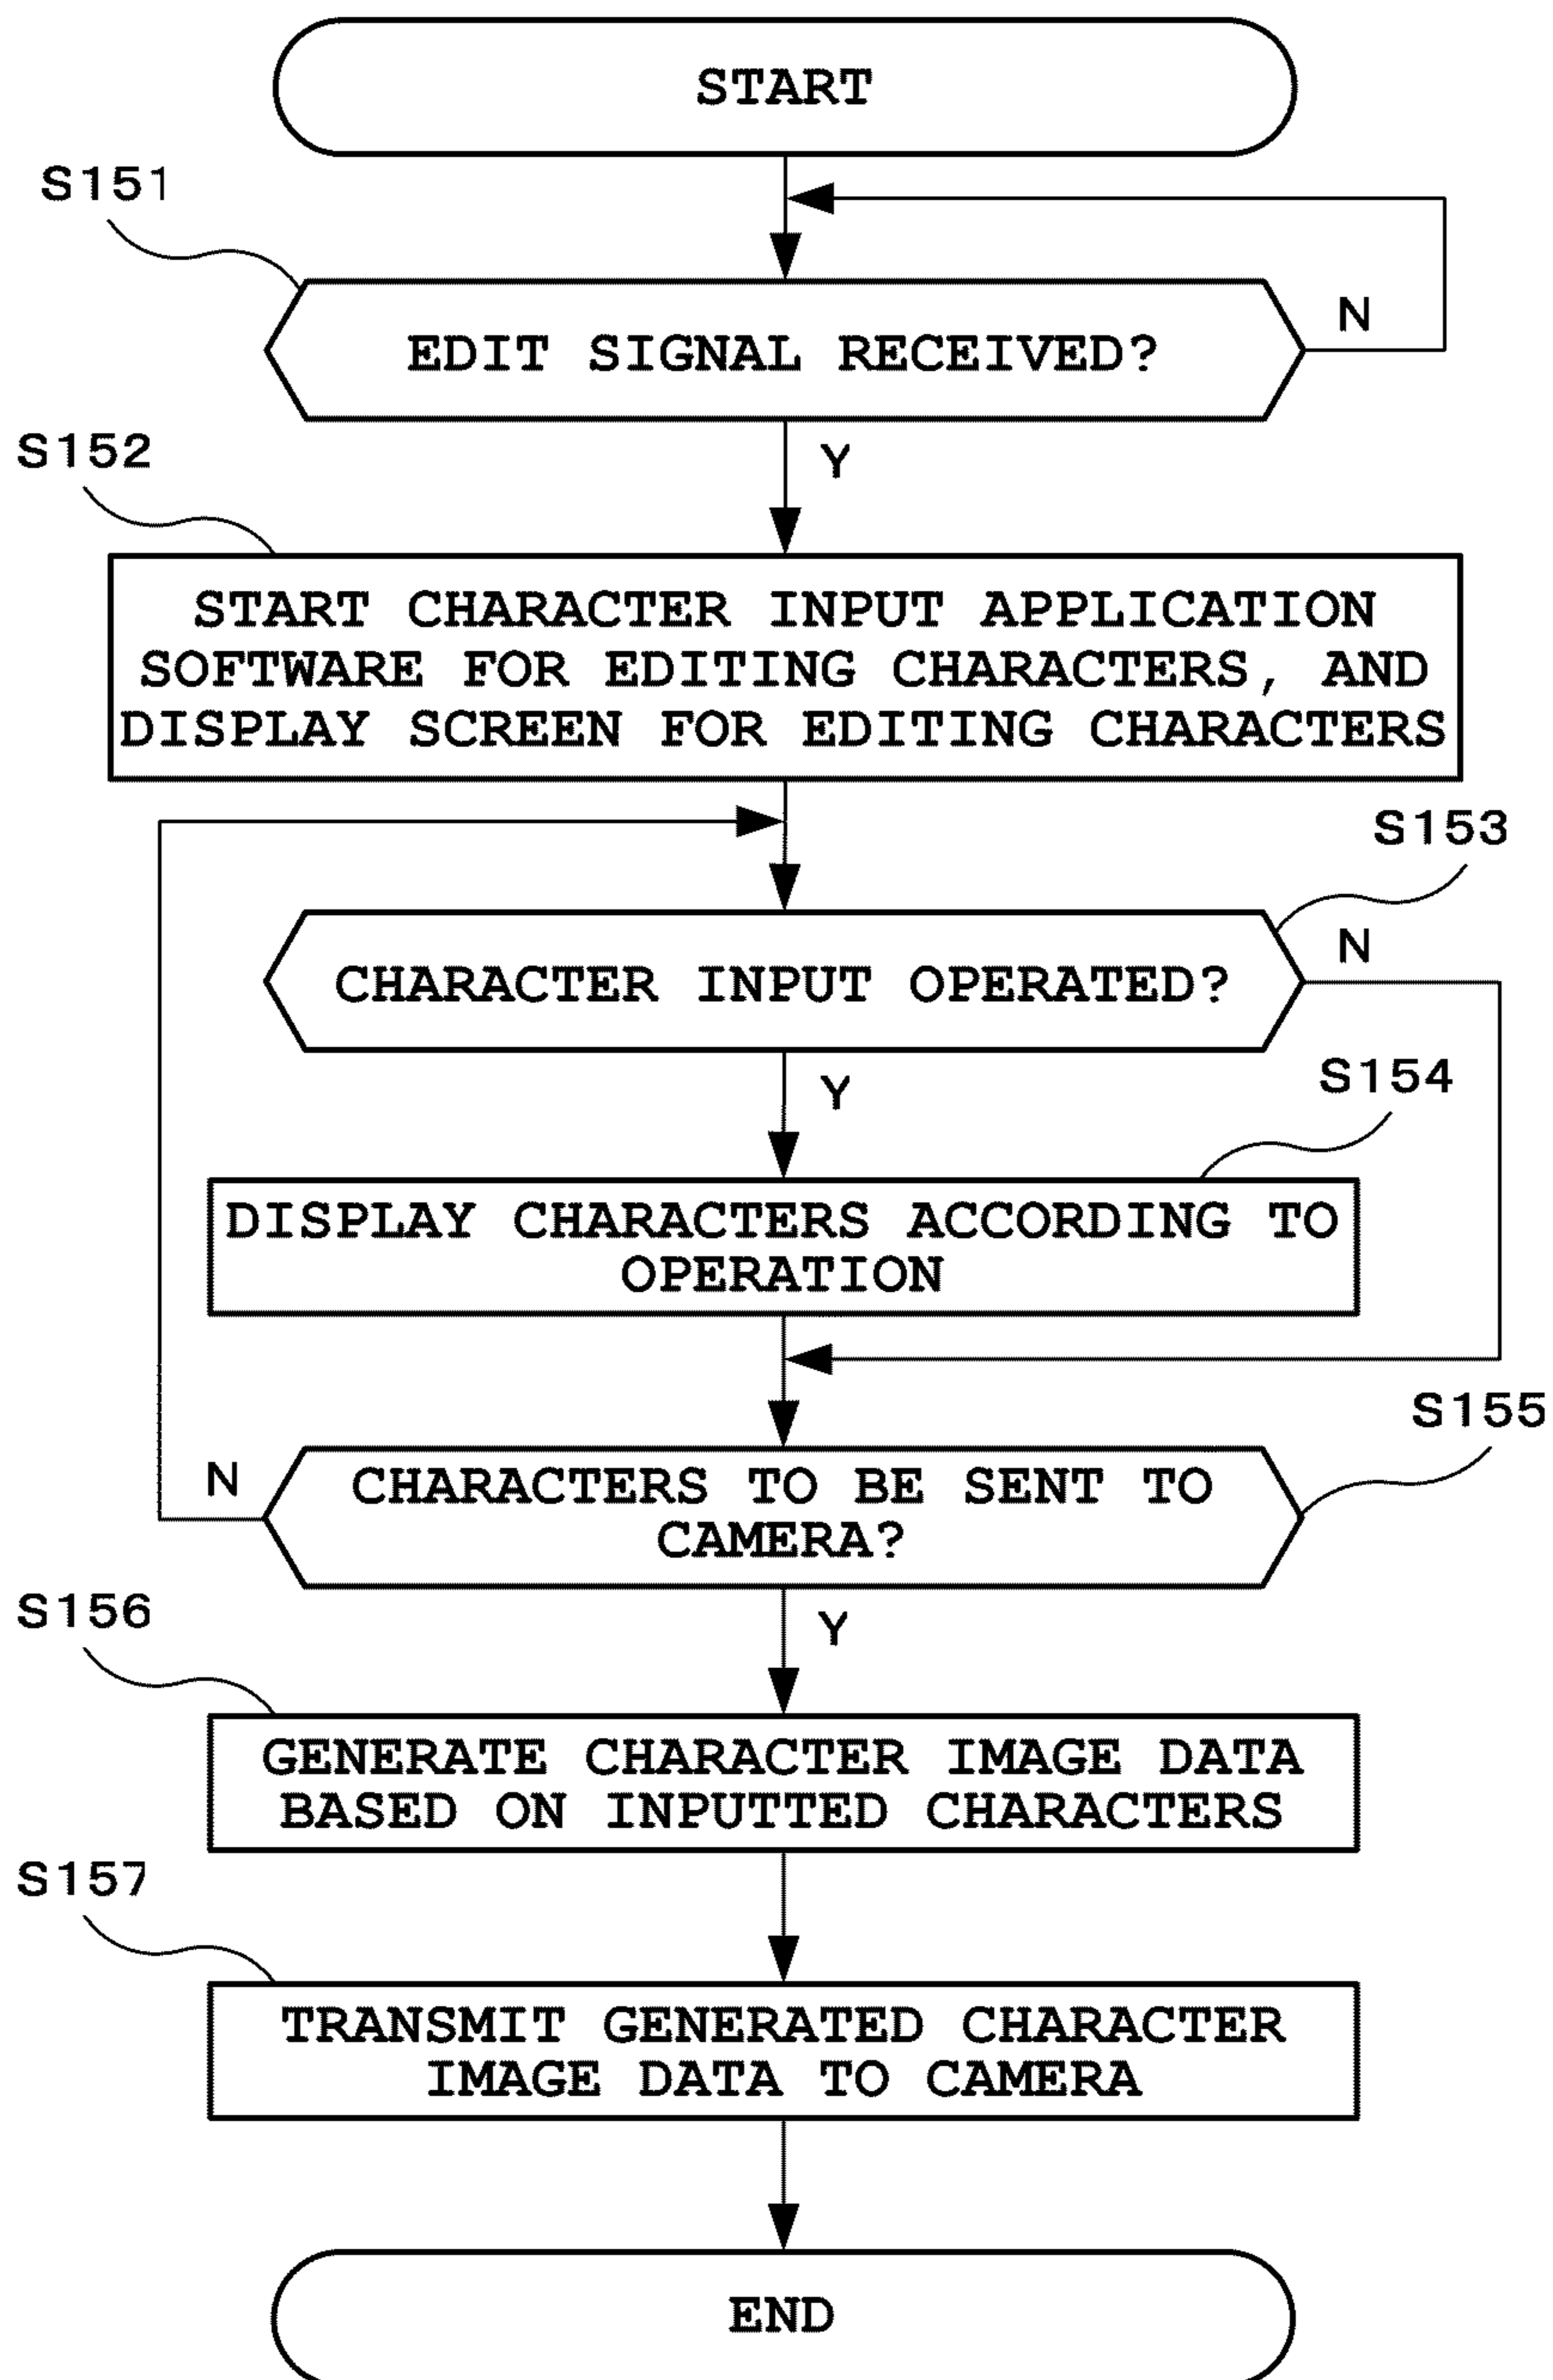 START
S151
EDIT SIGNAL RECEIVED?
N
Y
S152
START CHARACTER INPUT APPLICATION
SOFTWARE FOR EDITING CHARACTERS, AND
DISPLAY SCREEN FOR EDITING CHARACTERS
S153
CHARACTER INPUT OPERATED?
N
Y
S154
DISPLAY CHARACTERS ACCORDING TO
OPERATION
S155
N
CHARACTERS TO BE SENT TO
CAMERA?
Y
S156
GENERATE CHARACTER IMAGE DATA
BASED ON INPUTTED CHARACTERS
S157
TRANSMIT GENERATED CHARACTER
IMAGE DATA TO CAMERA
END